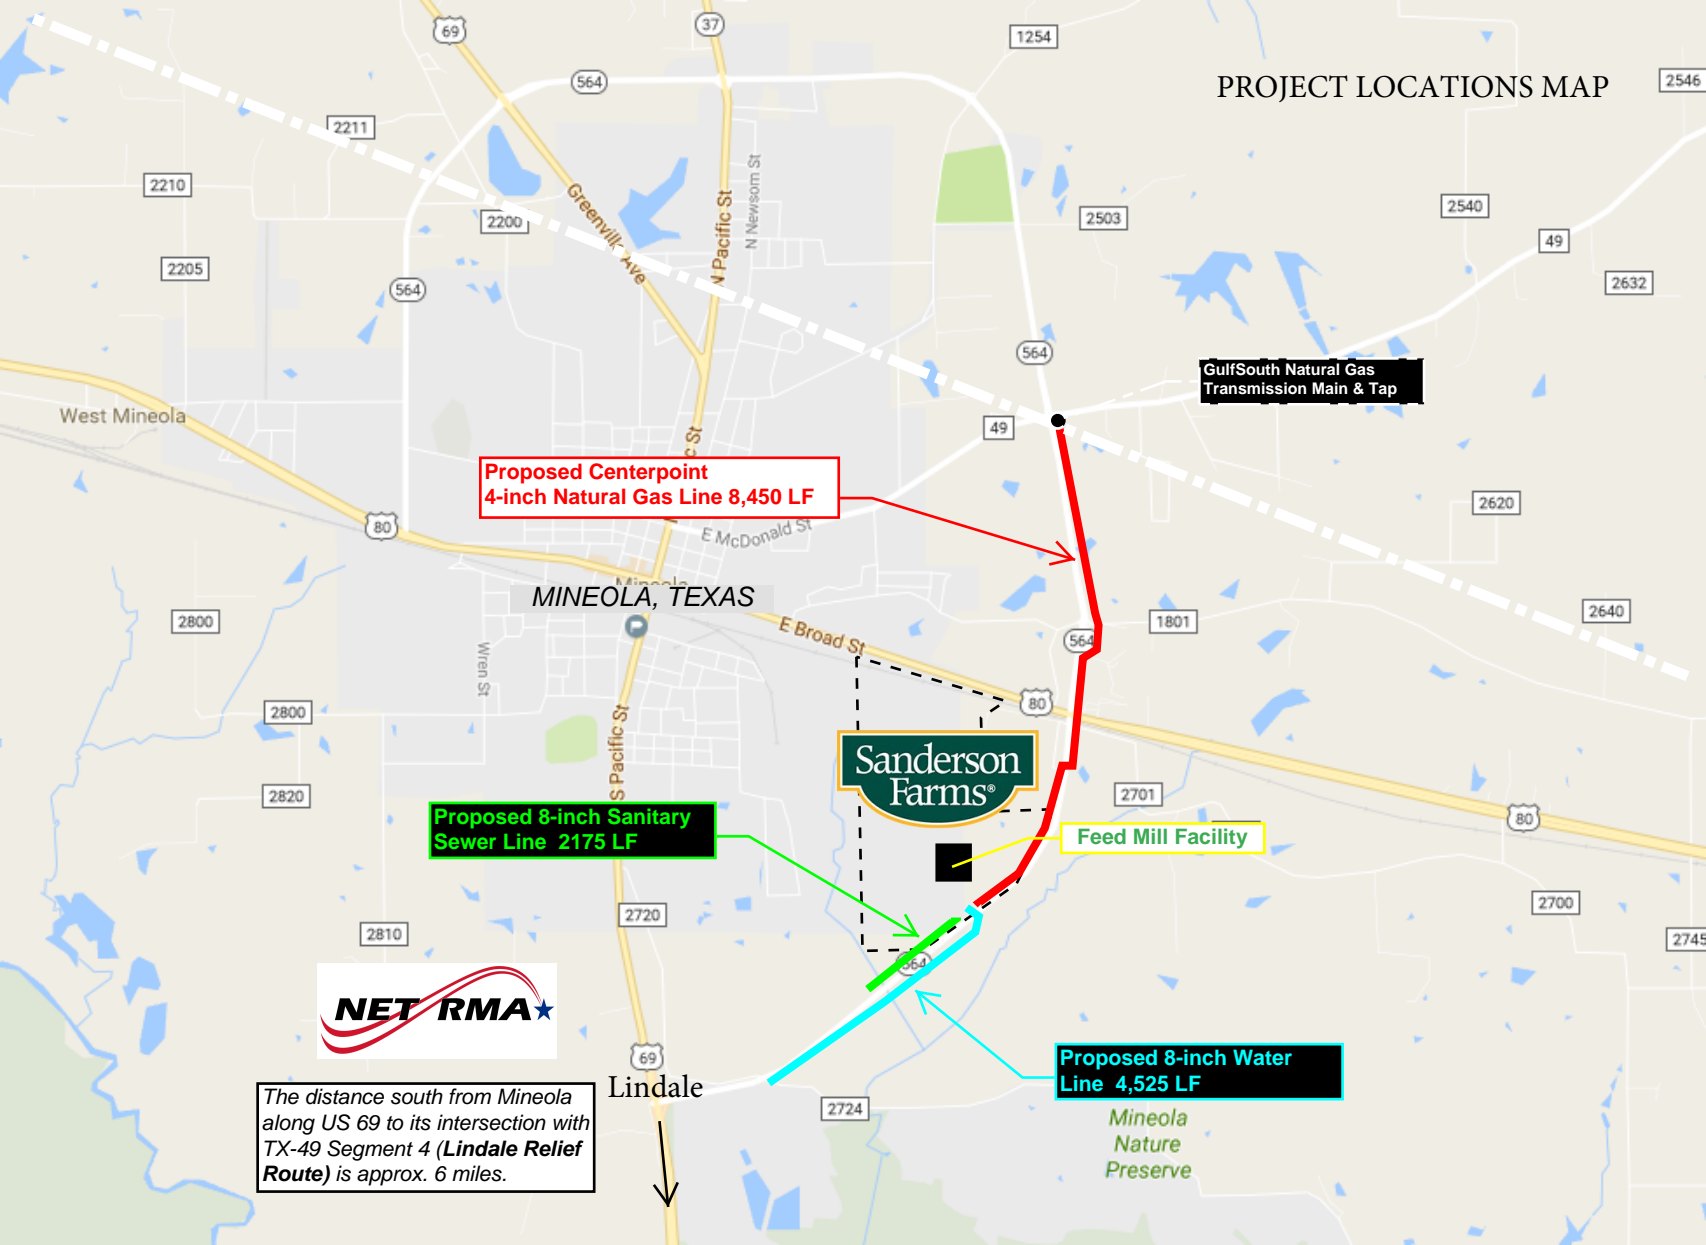 69
37
1254
564
PROJECT LOCATIONS MAP
2546
2211
2210
2200
Greenville Ave
N Pacific St
N Newsom St
2503
2540
49
2205
564
2632
564
GulfSouth Natural Gas
Transmission Main & Tap
West Mineola
49
c St
Proposed Centerpoint
4-inch Natural Gas Line 8,450 LF
80
E McDonald St
2620
Mineola
MINEOLA, TEXAS
2800
E Broad St
564
1801
2640
Wren St
2800
80
S Pacific St
Sanderson
Farms®
2820
2701
80
Proposed 8-inch Sanitary
Sewer Line 2175 LF
Feed Mill Facility
2720
2700
2810
2745
564
NET RMA
69
Lindale
Proposed 8-inch Water
Line 4,525 LF
The distance south from Mineola
along US 69 to its intersection with
TX-49 Segment 4 (Lindale Relief
Route) is approx. 6 miles.
2724
Mineola
Nature
Preserve